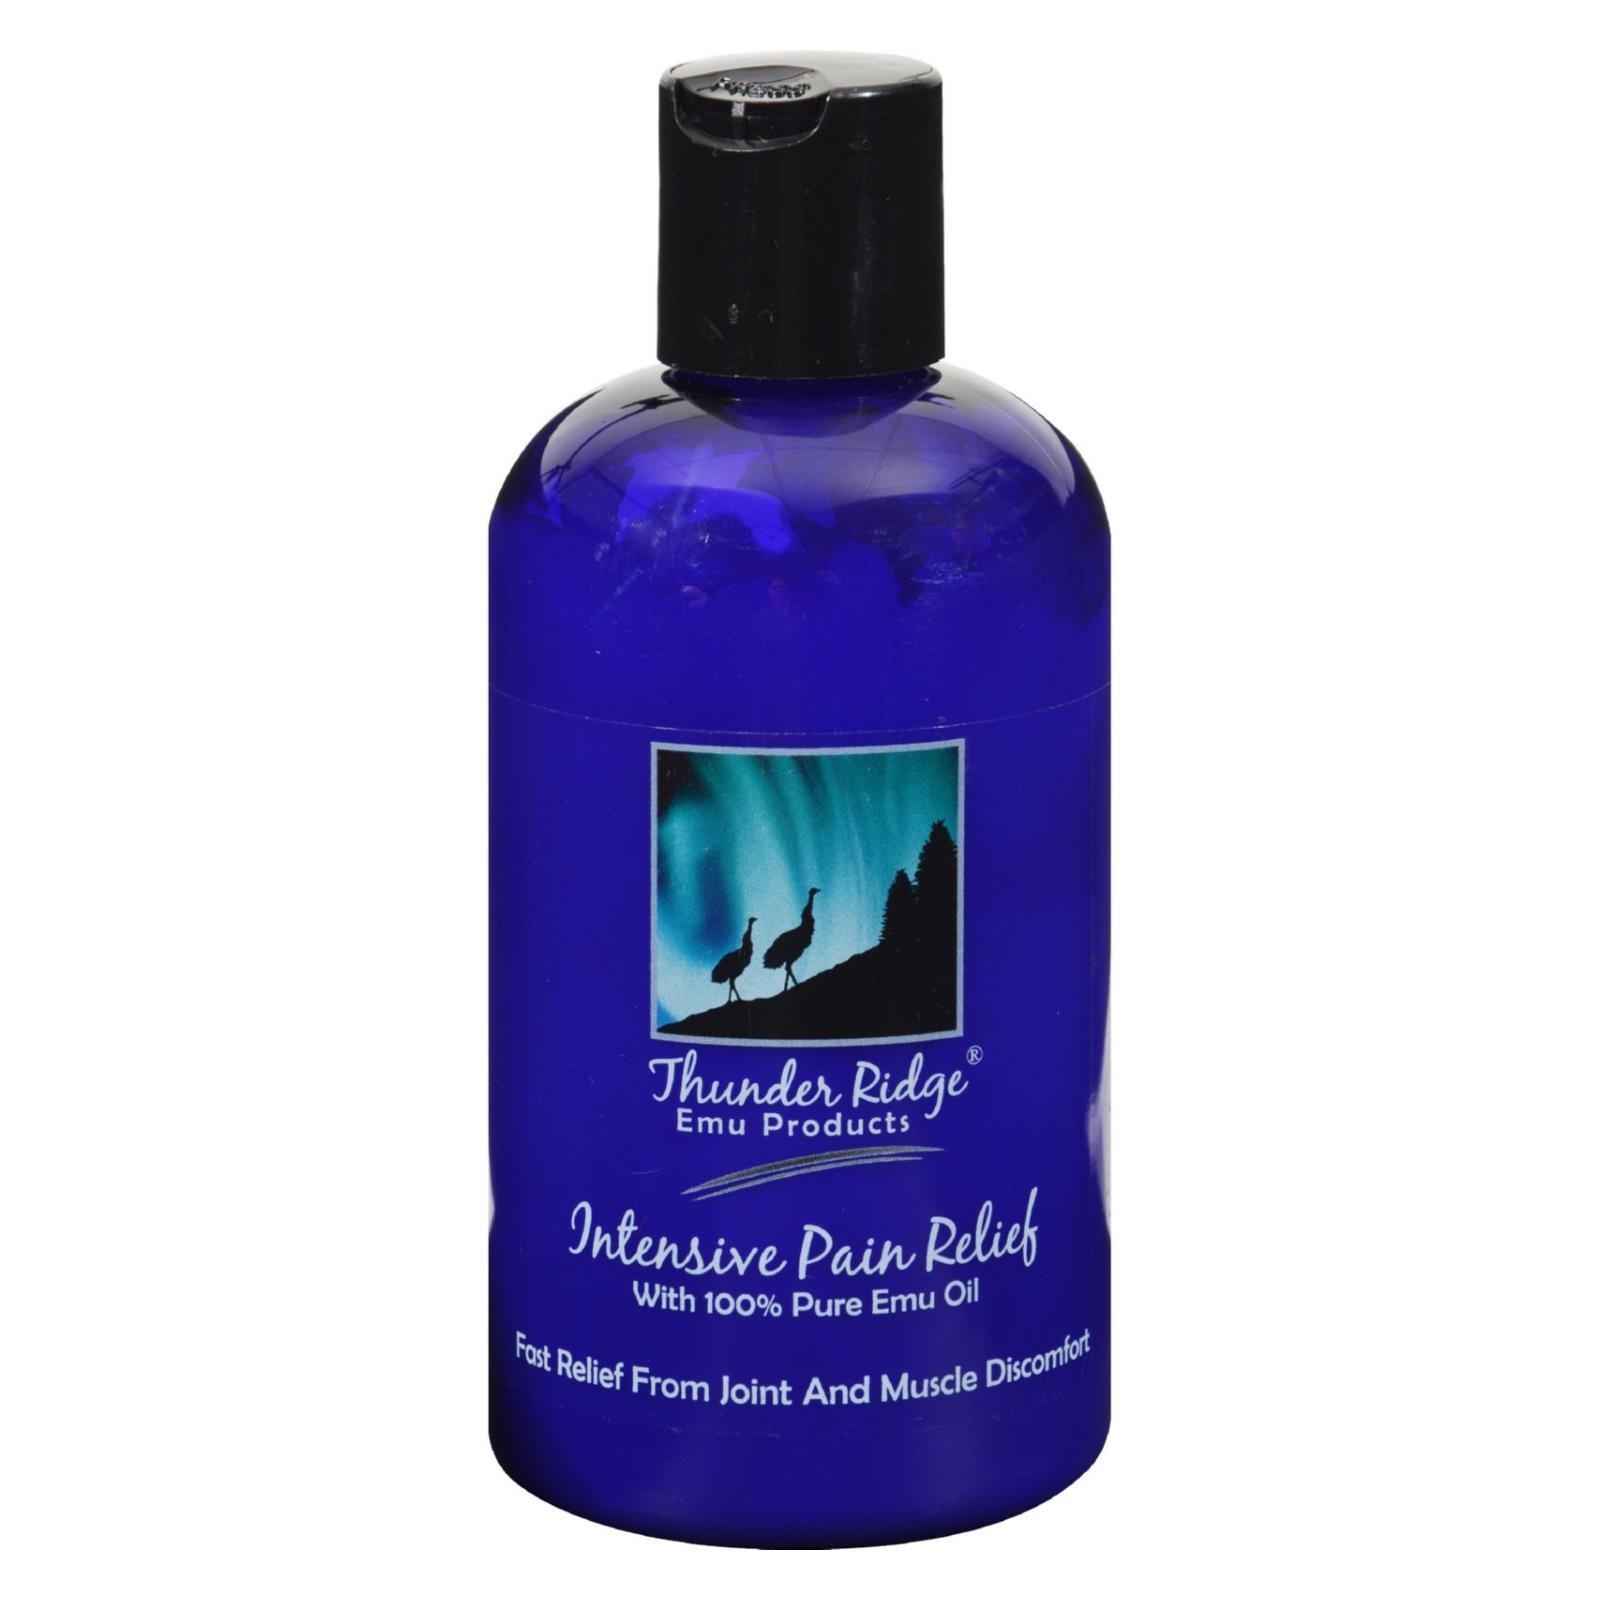 Thunder Ridge®
Emu Products
Intensive Pain Relief
With 100% Pure Emu Oil
Fast Relief From Joint And Muscle Discomfort